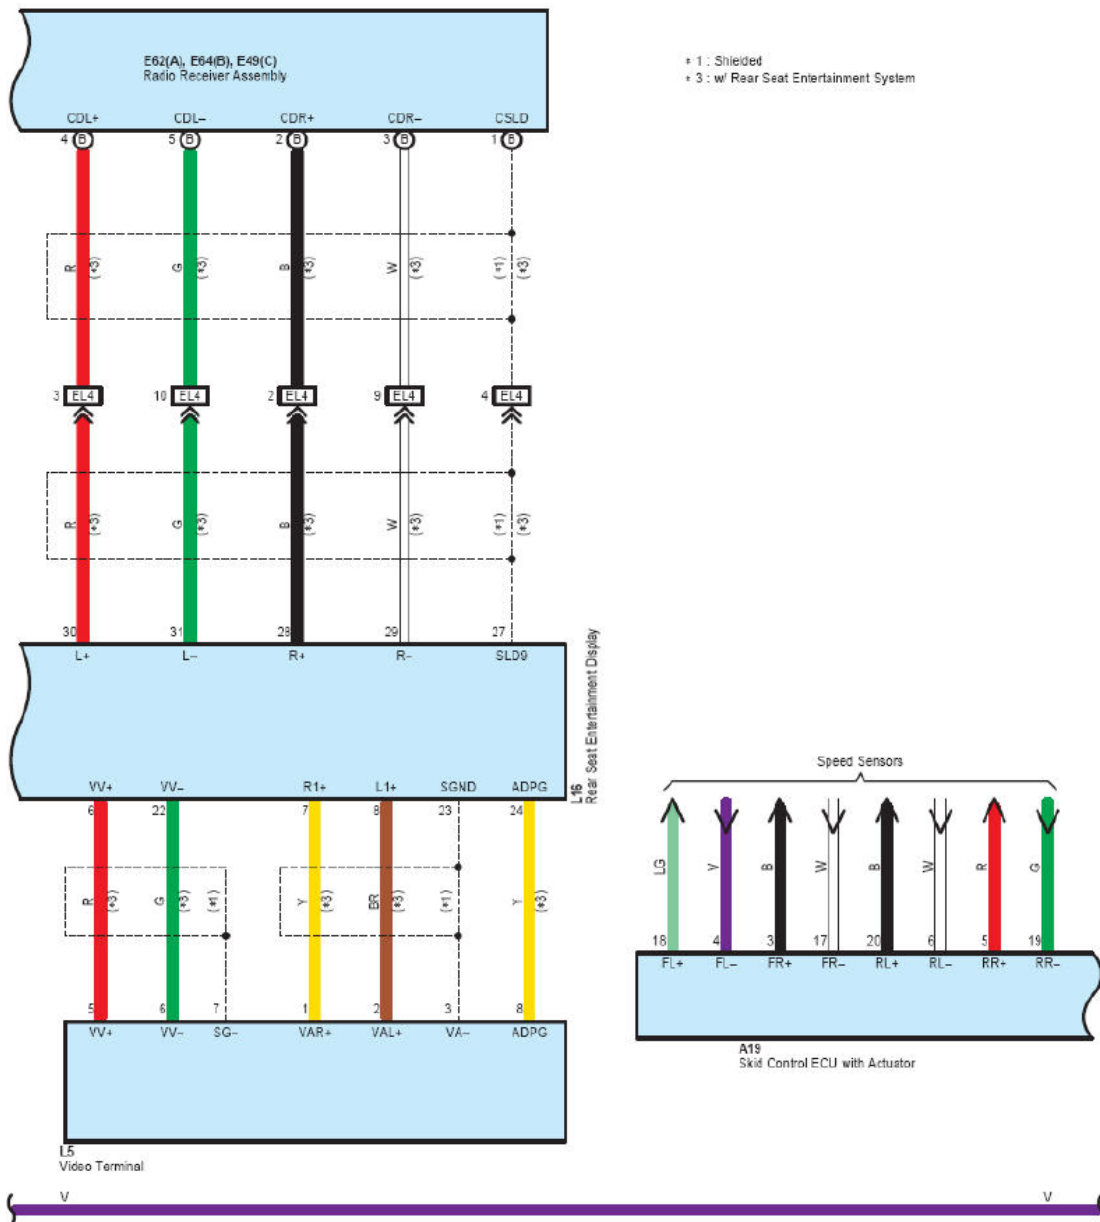 E62(A), E64(B), E49(C)
Radio Receiver Assembly
* 1 : Shielded
* 3 : w/ Rear Seat Entertainment System
CDL+ CDL− CDR+ CDR− CSLD
4 B 5 B 2 B 3 B 1 B
R (*3) G (*3) B (*3) W (*3) (*1) (*3)
3 EL4 10 EL4 2 EL4 9 EL4 4 EL4
R (*3) G (*3) B (*3) W (*3) (*1) (*3)
30 31 28 29 27
L+ L− R+ R− SLD9
L16
Rear Seat Entertainment Display
VV+ VV− R1+ L1+ SGND ADPG
6 22 7 8 23 24
R (*3) G (*3) (*1) Y (*3) BR (*3) (*1) Y (*3)
5 6 7 1 2 3 8
VV+ VV− SG− VAR+ VAL+ VA− ADPG
L5
Video Terminal
Speed Sensors
LG V B W B W R G
18 4 3 17 20 6 5 19
FL+ FL− FR+ FR− RL+ RL− RR+ RR−
A19
Skid Control ECU with Actuator
V V